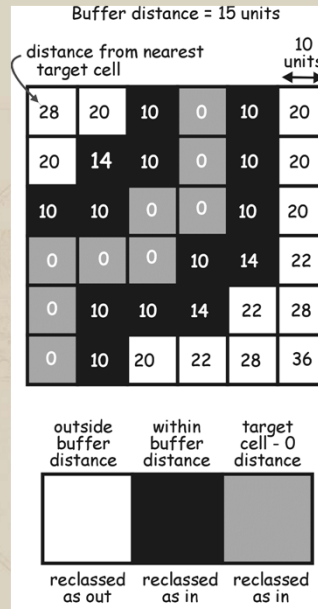 Buffer distance = 15 units
distance from nearest
target cell
10
units
28 20 10 0 10 20
20 14 10 0 10 20
10 10 0 0 10 20
0 0 0 10 14 22
0 10 10 14 22 28
0 10 20 22 28 36
outside buffer distance
within buffer distance
target cell - 0 distance
reclassed as out
reclassed as in
reclassed as in